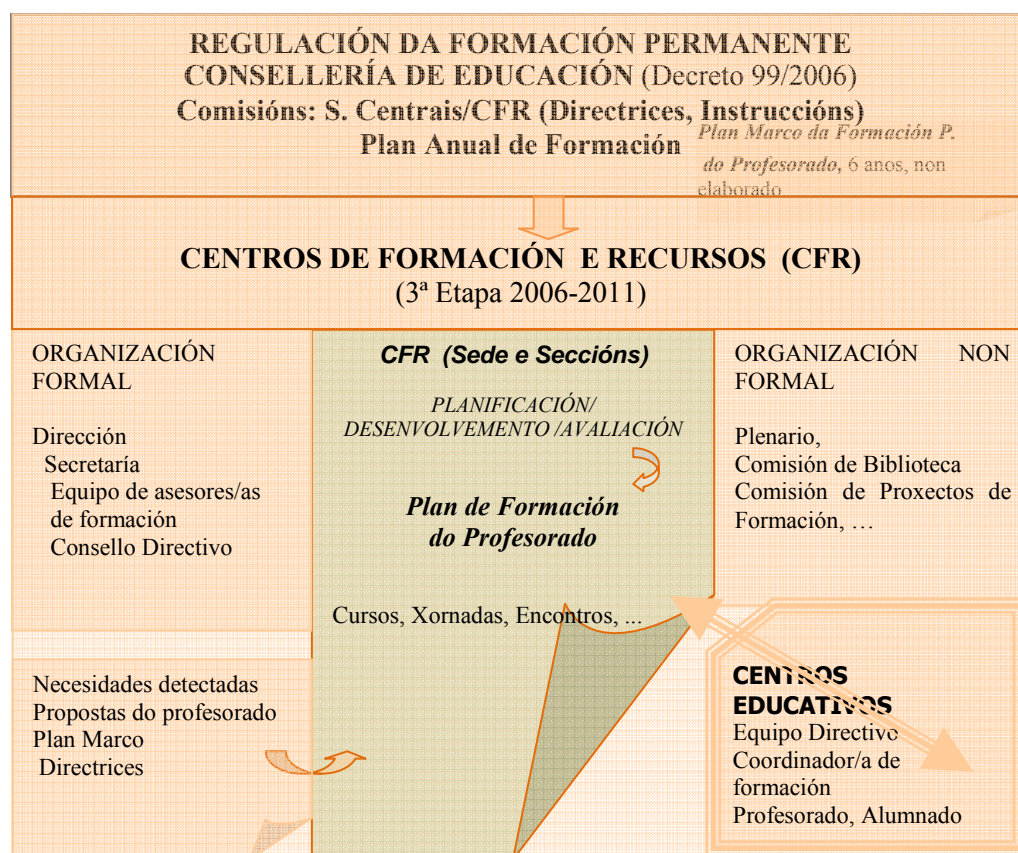 REGULACIÓN DA FORMACIÓN PERMANENTE
CONSELLERÍA DE EDUCACIÓN (Decreto 99/2006)
Comisións: S. Centrais/CFR (Directrices, Instruccións)
Plan Anual de Formación
Plan Marco da Formación P.
do Profesorado, 6 anos, non
elaborado
CENTROS DE FORMACIÓN E RECURSOS (CFR)
(3ª Etapa 2006-2011)
ORGANIZACIÓN
FORMAL
Dirección
Secretaría
Equipo de asesores/as
de formación
Consello Directivo
CFR (Sede e Seccións)
PLANIFICACIÓN/
DESENVOLVEMENTO /AVALIACIÓN
Plan de Formación
do Profesorado
Cursos, Xornadas, Encontros, ...
ORGANIZACIÓN NON
FORMAL
Plenario,
Comisión de Biblioteca
Comisión de Proxectos de
Formación, …
Necesidades detectadas
Propostas do profesorado
Plan Marco
Directrices
CENTROS
EDUCATIVOS
Equipo Directivo
Coordinador/a de
formación
Profesorado, Alumnado